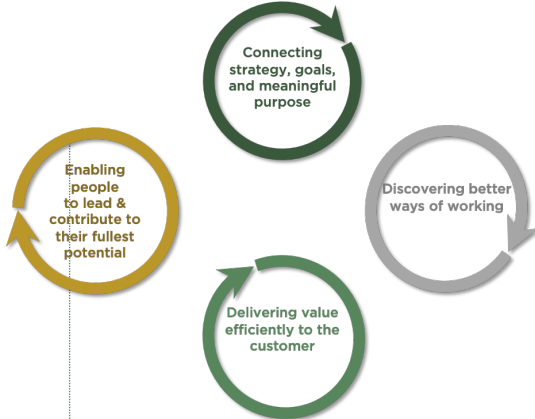 Connecting
strategy, goals,
and meaningful
purpose
Enabling
people
to lead &
contribute to
their fullest
potential
Discovering better
ways of working
Delivering value
efficiently to the
customer